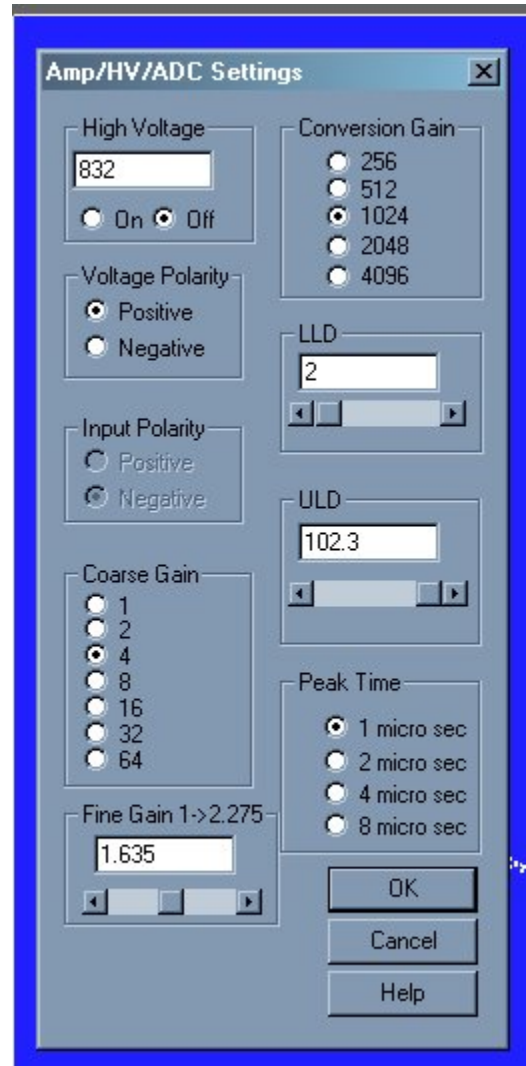 Amp/HV/ADC Settings
High Voltage
832
On Off
Voltage Polarity
Positive
Negative
Input Polarity
Positive
Negative
Coarse Gain
1
2
4
8
16
32
64
Fine Gain 1->2.275
1.635
Conversion Gain
256
512
1024
2048
4096
LLD
2
ULD
102.3
Peak Time
1 micro sec
2 micro sec
4 micro sec
8 micro sec
OK
Cancel
Help